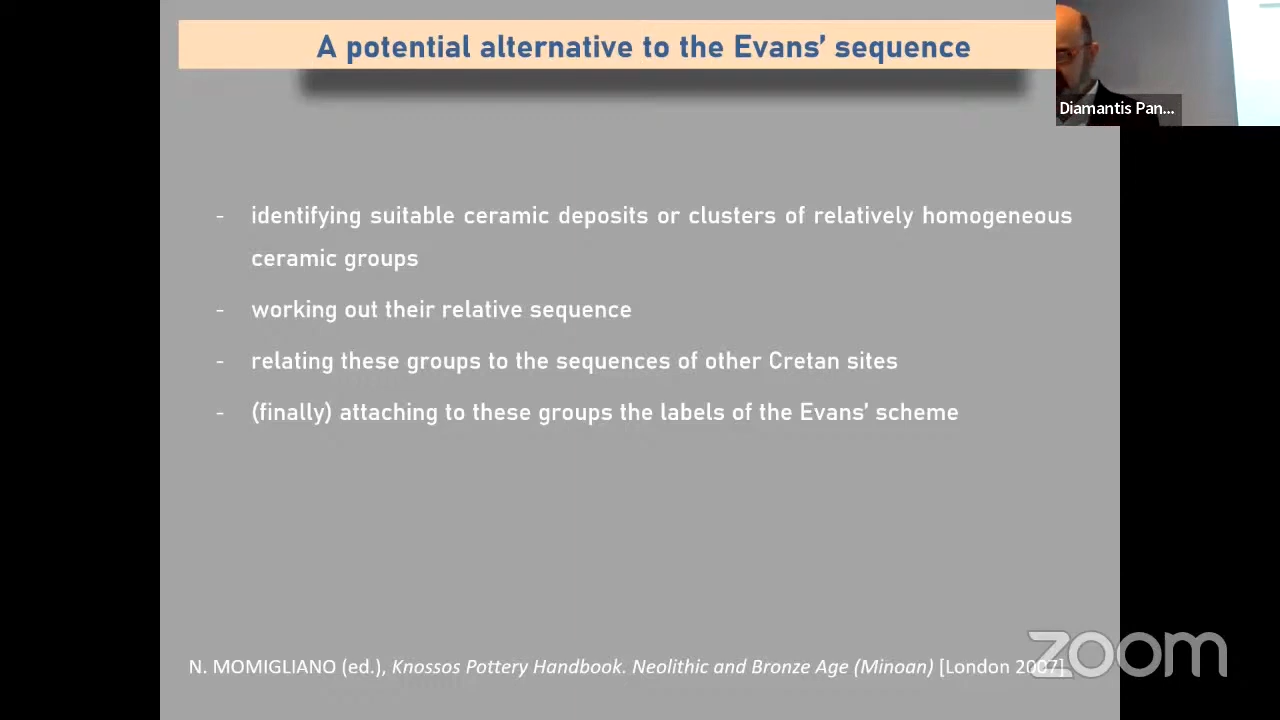 A potential alternative to the Evans’ sequence
Diamantis Pan...
- identifying suitable ceramic deposits or clusters of relatively homogeneous
ceramic groups
- working out their relative sequence
- relating these groups to the sequences of other Cretan sites
- (finally) attaching to these groups the labels of the Evans’ scheme
N. MOMIGLIANO (ed.), Knossos Pottery Handbook. Neolithic and Bronze Age (Minoan) [London 2007]
zoom